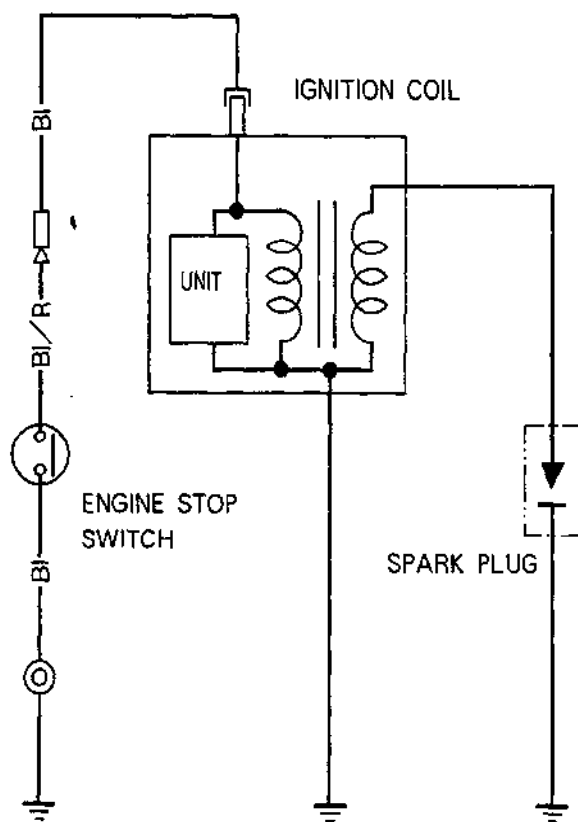 IGNITION COIL
Bl
UNIT
Bl/R
ENGINE STOP
SWITCH
Bl
SPARK PLUG